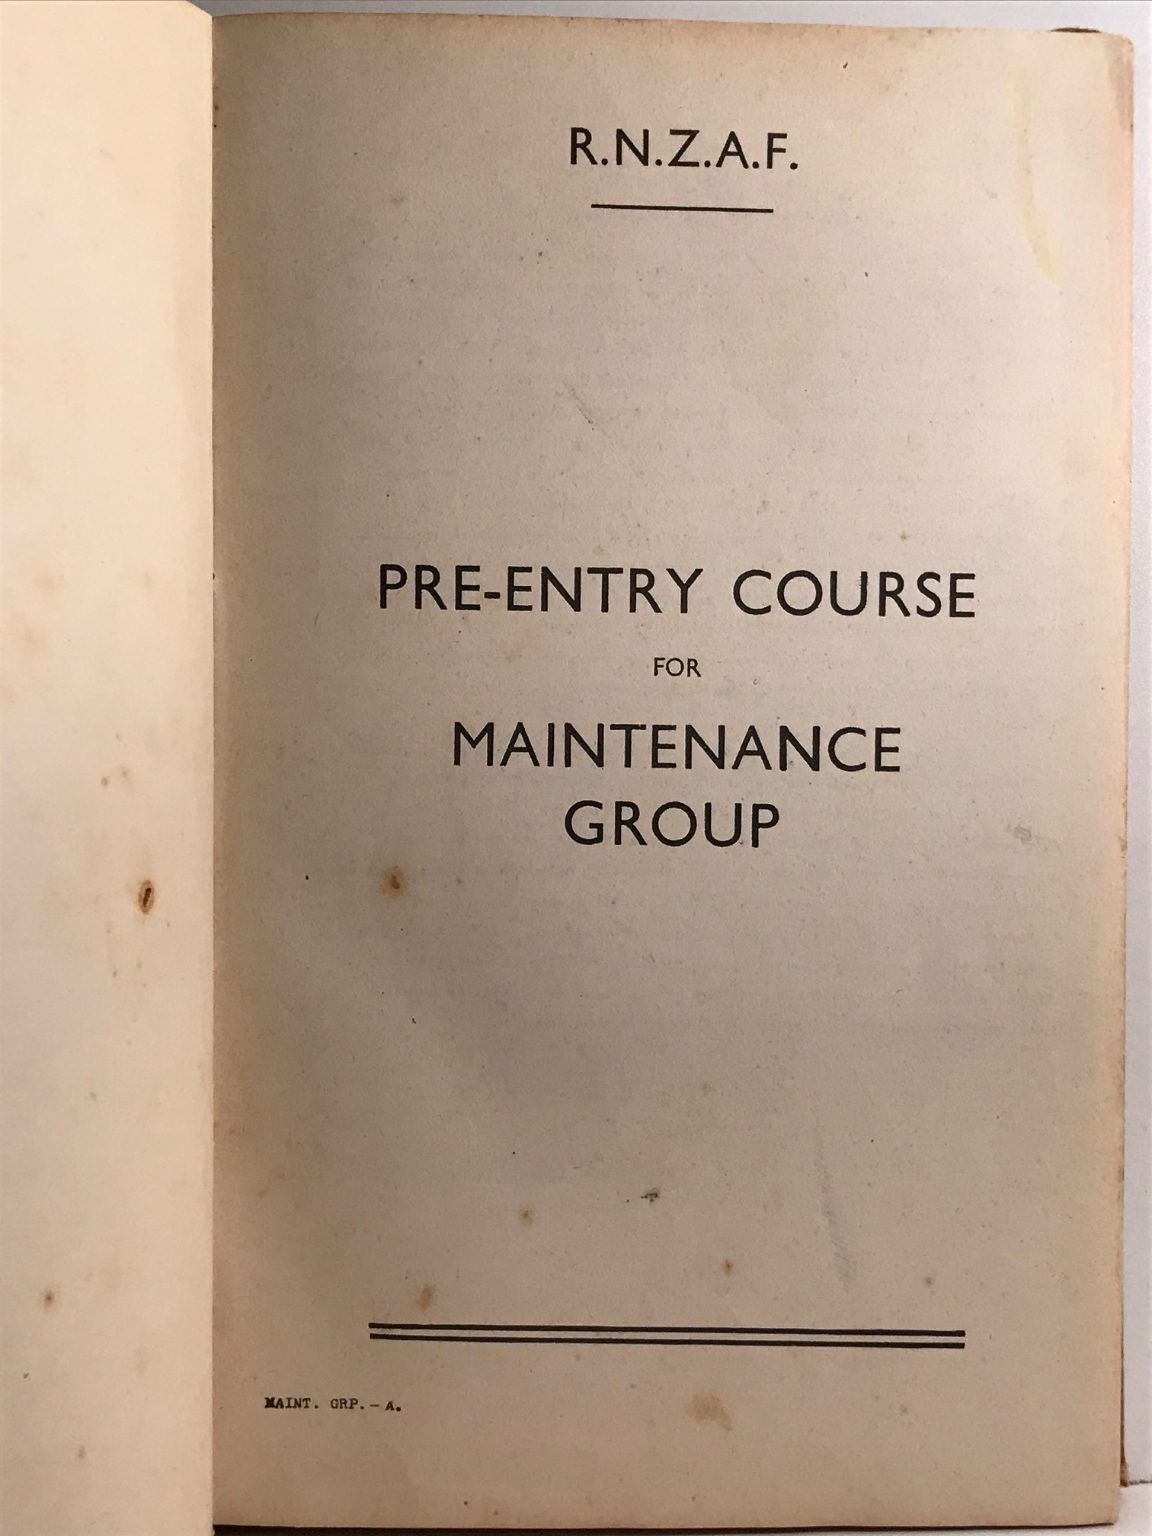 R.N.Z.A.F.
PRE-ENTRY COURSE
FOR
MAINTENANCE
GROUP
MAINT. GRP.-A.